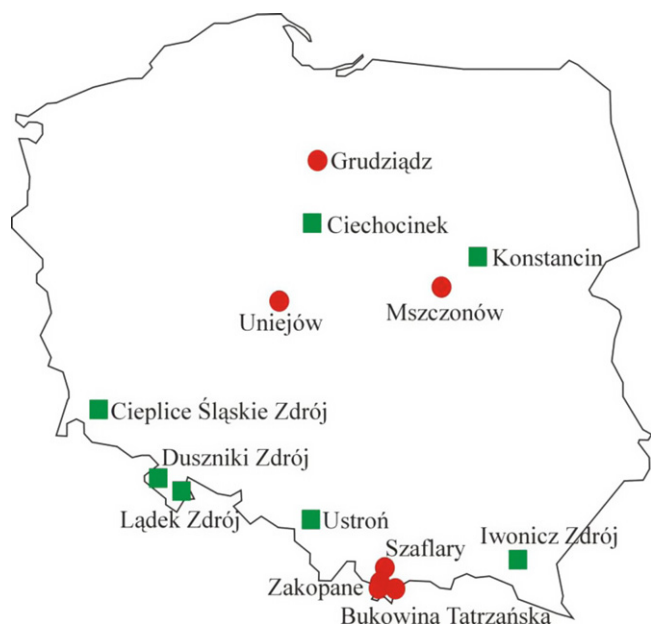 Grudziądz
Ciechocinek
Konstancin
Uniejów
Mszczonów
Cieplice Śląskie Zdrój
Duszniki Zdrój
Lądek Zdrój
Ustroń
Iwonicz Zdrój
Szaflary
Zakopane
Bukowina Tatrzańska